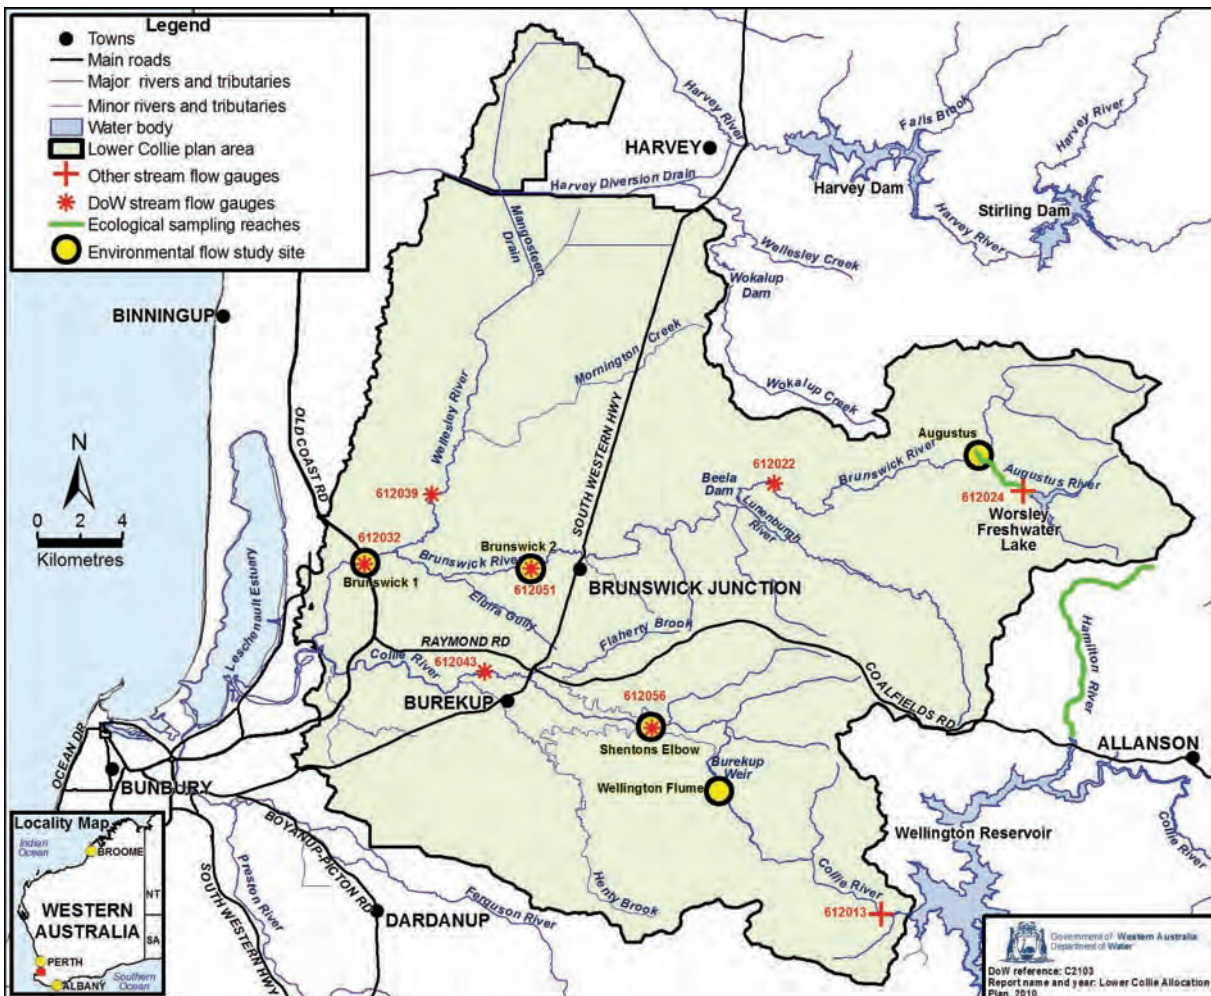 Legend
Towns
Main roads
Major rivers and tributaries
Minor rivers and tributaries
Water body
Lower Collie plan area
Other stream flow gauges
DoW stream flow gauges
Ecological sampling reaches
Environmental flow study site
HARVEY
Harvey River
Harvey Diversion Drain
Harvey Dam
Falls Brook
Harvey River
Stirling Dam
Harvey River
Mangosteen
Drain
Wellesley Creek
Wokalup
Dam
BINNINGUP
Mornington Creek
Wokalup Creek
N
0 2 4
Kilometres
OLD COAST RD
Wellesley River
SOUTH WESTERN HWY
612039
612022
Beela
Dam
Lunenburgh
River
Brunswick River
Augustus
Augustus River
612024
Worsley
Freshwater
Lake
612032
Brunswick 1
Brunswick River
Brunswick 2
612051
BRUNSWICK JUNCTION
Elvira Gully
Flaherty Brook
Leschenault Estuary
RAYMOND RD
Collie River
612043
BUREKUP
612056
Shentons Elbow
COALFIELDS RD
Hamilton River
ALLANSON
Burekup
Weir
Wellington Flume
Wellington Reservoir
Collie River
OCEAN DR
BUNBURY
BOYANUP-PICTON RD
Preston River
SOUTH WESTERN HWY
DARDANUP
Ferguson River
Henty Brook
Collie River
612013
Locality Map
Indian
Ocean
BROOME
NT
WESTERN
AUSTRALIA
SA
PERTH
ALBANY
Southern
Ocean
Government of Western Australia
Department of Water
DoW reference: C2103
Report name and year: Lower Collie Allocation
Plan, 2010